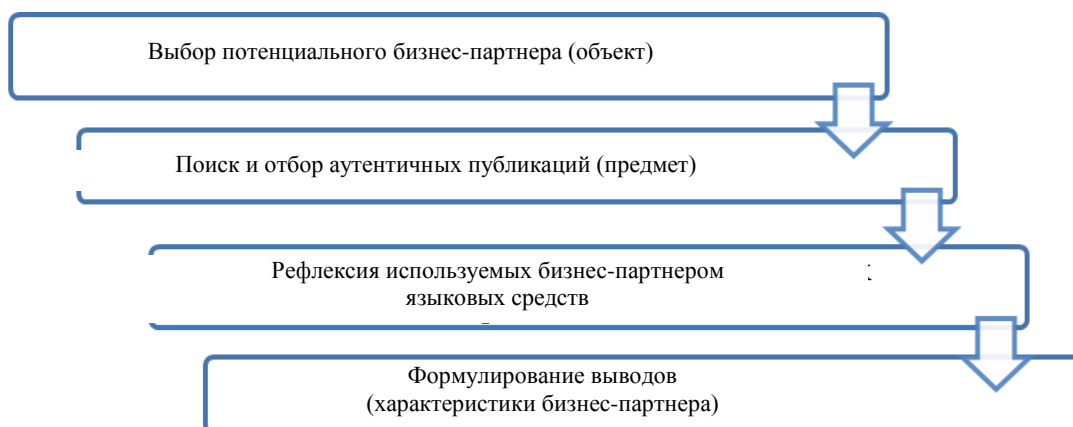 Выбор потенциального бизнес-партнера (объект)
Поиск и отбор аутентичных публикаций (предмет)
Рефлексия используемых бизнес-партнером
языковых средств
Формулирование выводов
(характеристики бизнес-партнера)